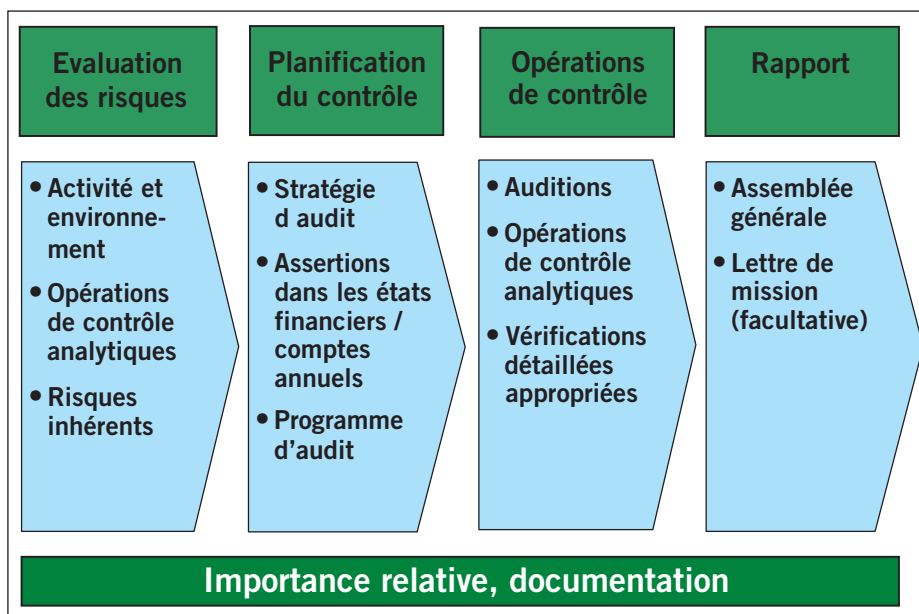 Evaluation
des risques
Planification
du contrôle
Opérations
de contrôle
Rapport
• Activité et
environne-
ment
• Opérations
de contrôle
analytiques
• Risques
inhérents
• Stratégie
d audit
• Assertions
dans les états
financiers /
comptes
annuels
• Programme
d’audit
• Auditions
• Opérations
de contrôle
analytiques
• Vérifications
détaillées
appropriées
• Assemblée
générale
• Lettre de
mission
(facultative)
Importance relative, documentation